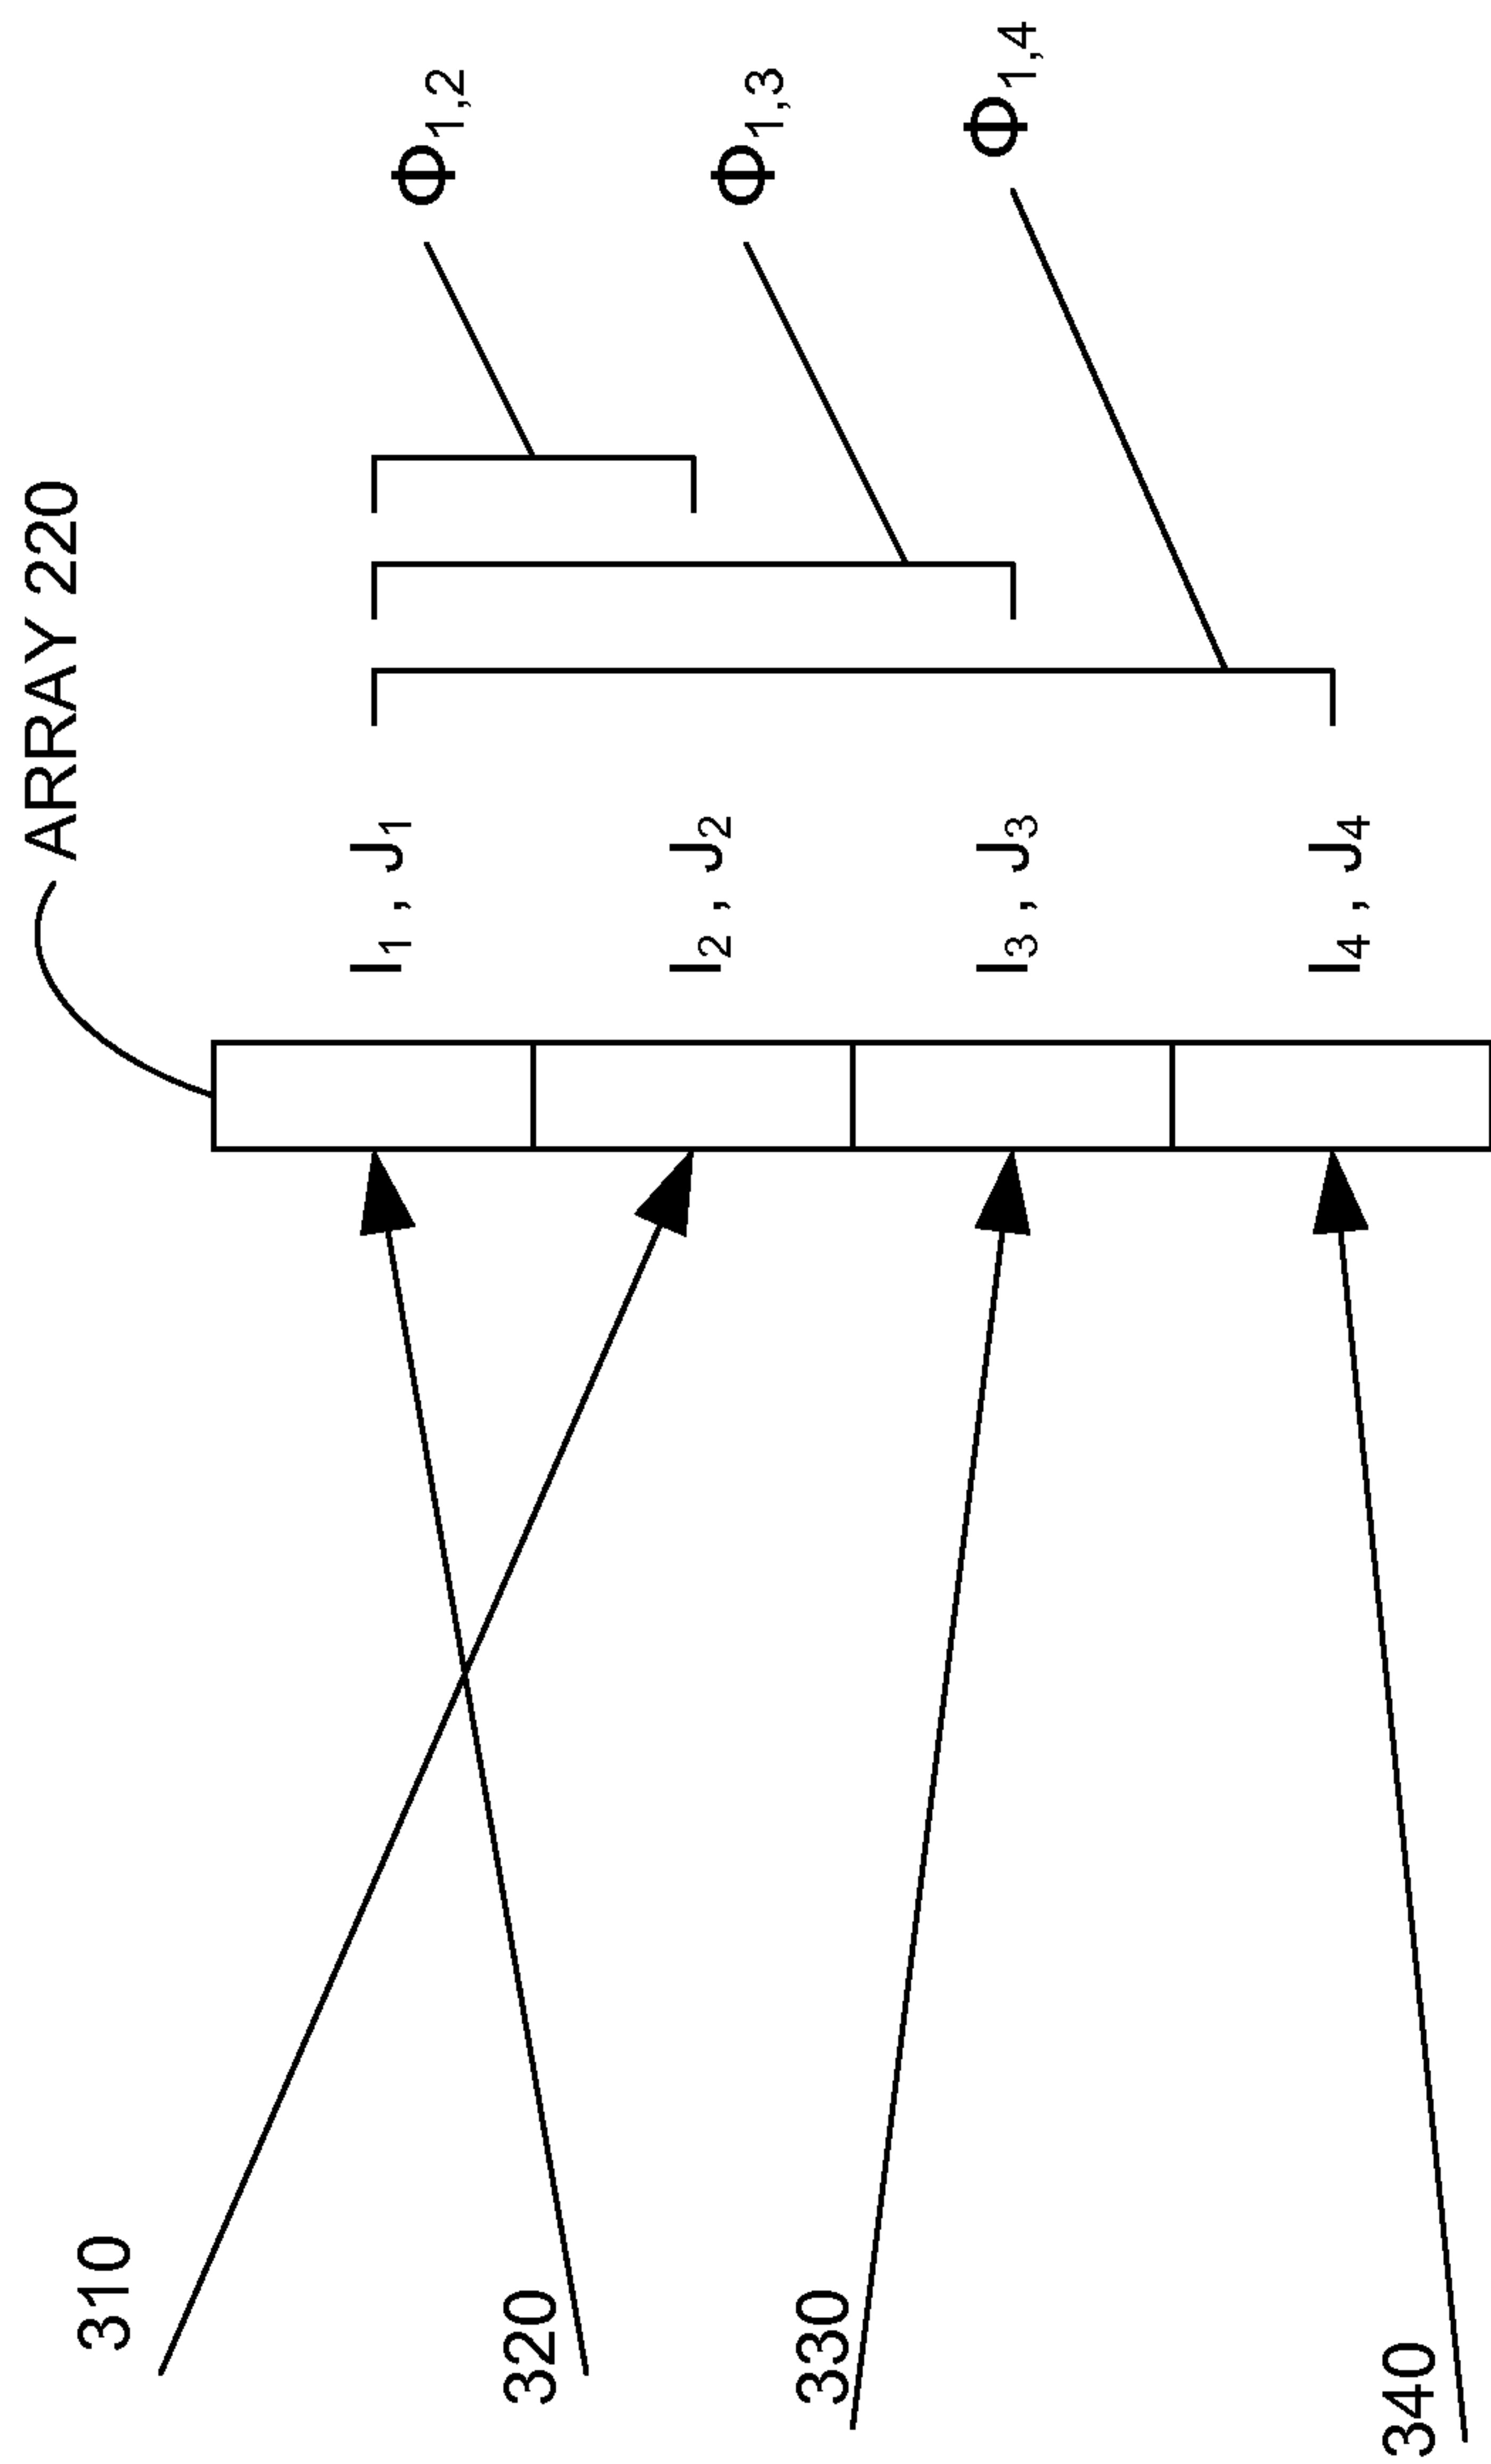 ARRAY 220
310
320
330
340
I₁, J₁
I₂, J₂
I₃, J₃
I₄, J₄
Φ₁,₂
Φ₁,₃
Φ₁,₄